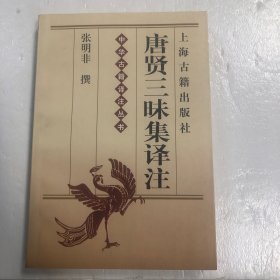 上海古籍出版社
唐贤三昧集译注
中华古籍译注丛书
张明非 撰